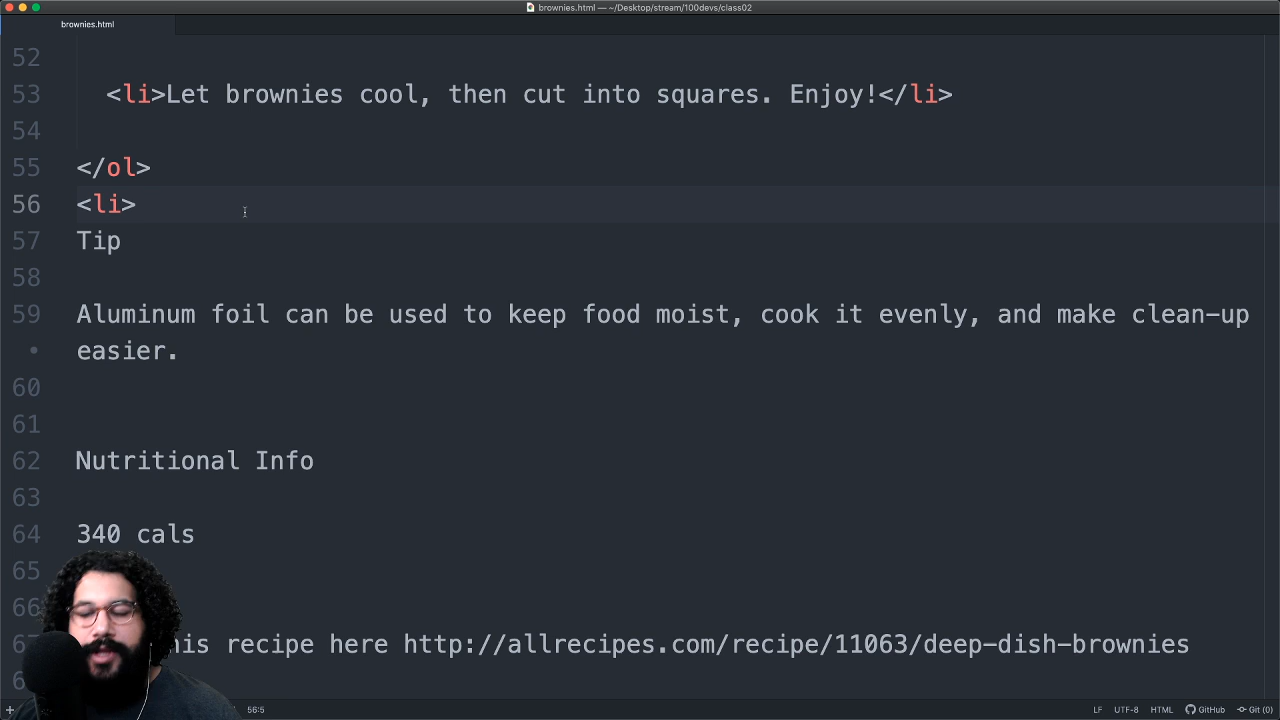 brownies.html — ~/Desktop/stream/100devs/class02
brownies.html
52
53 <li>Let brownies cool, then cut into squares. Enjoy!</li>
54
55 </ol>
56 <li>
57 Tip
58
59 Aluminum foil can be used to keep food moist, cook it evenly, and make clean-up
• easier.
60
61
62 Nutritional Info
63
64 340 cals
65
66
recipe here http://allrecipes.com/recipe/11063/deep-dish-brownies
56:5 LF UTF-8 HTML GitHub Git (0)